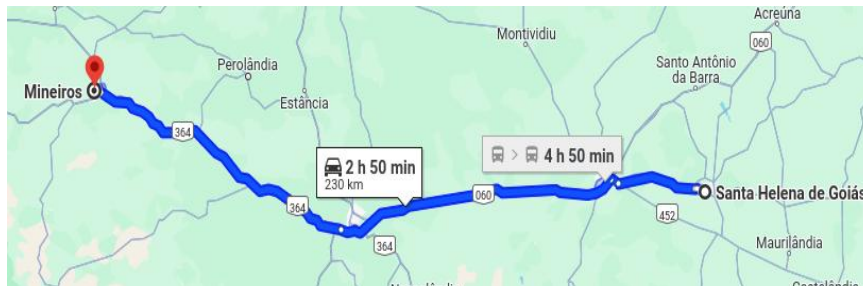 Acreúna
060
Montividiu
Santo Antônio
da Barra
Perolândia
Mineiros
Estância
364
2 h 50 min
230 km
4 h 50 min
060
Santa Helena de Goiás
364
452
364
Maurilândia